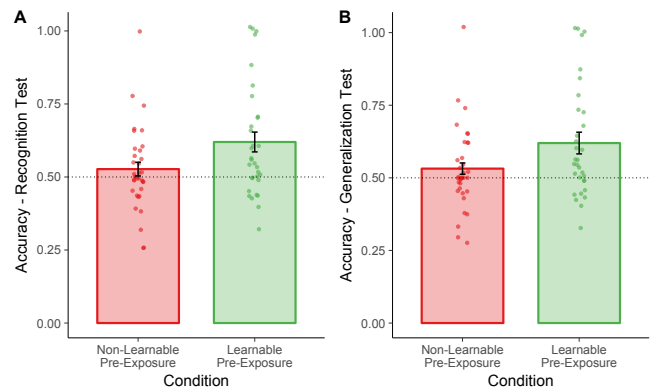 A
Accuracy - Recognition Test
1.00
0.75
0.50
0.25
0.00
Non-Learnable
Pre-Exposure
Learnable
Pre-Exposure
Condition
B
Accuracy - Generalization Test
1.00
0.75
0.50
0.25
0.00
Non-Learnable
Pre-Exposure
Learnable
Pre-Exposure
Condition